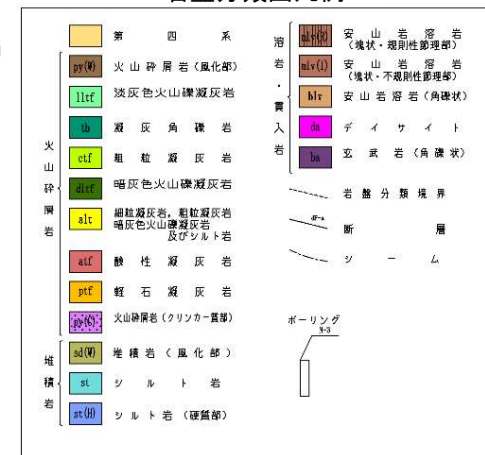 第四系
火山砕屑岩
py(W) 火山砕屑岩(風化部)
lltf 淡灰色火山礫凝灰岩
tb 凝灰角礫岩
ctf 粗粒凝灰岩
dltf 暗灰色火山礫凝灰岩
alt 細粒凝灰岩,粗粒凝灰岩
暗灰色火山礫凝灰岩
及びシルト岩
atf 酸性凝灰岩
ptf 軽石凝灰岩
py(C) 火山砕屑岩(クリンカー質部)
堆積岩
sd(W) 堆積岩(風化部)
st シルト岩
st(H) シルト岩(硬質部)
溶岩・貫入岩
安山岩溶岩
(塊状・規則性節理部)
mlv(I) 安山岩溶岩
(塊状・不規則性節理部)
blv 安山岩溶岩(角礫状)
da デイサイト
ba 玄武岩(角礫状)
岩盤分類境界
dF-a
断層
シーム
ボーリング
N-3